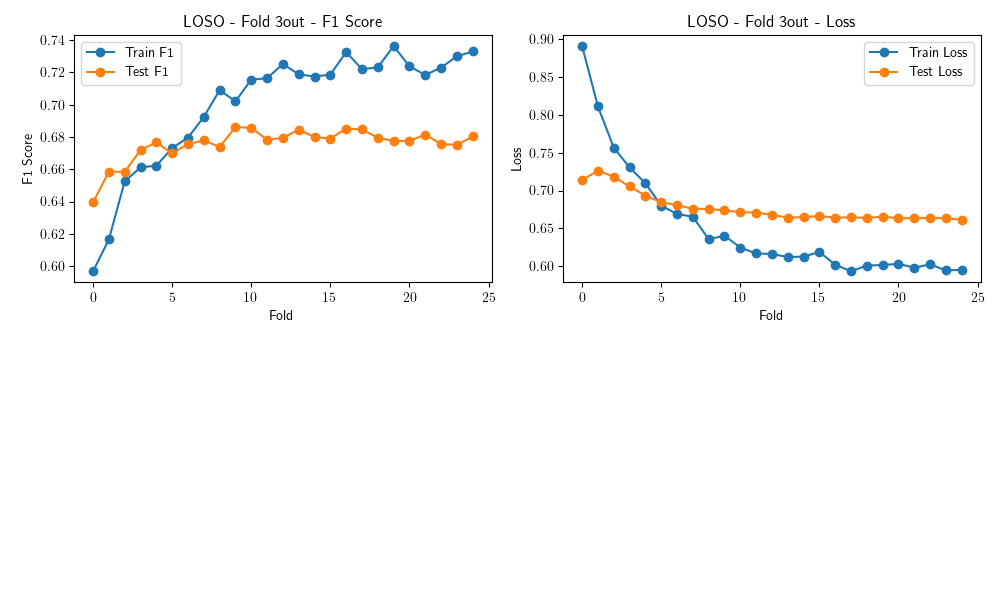 LOSO - Fold 3out - F1 Score
0.74
0.72
0.70
0.68
0.66
0.64
0.62
0.60
F1 Score
Train F1
Test F1
0
5
10
15
20
25
Fold
LOSO - Fold 3out - Loss
0.90
0.85
0.80
0.75
0.70
0.65
0.60
Loss
Train Loss
Test Loss
0
5
10
15
20
25
Fold